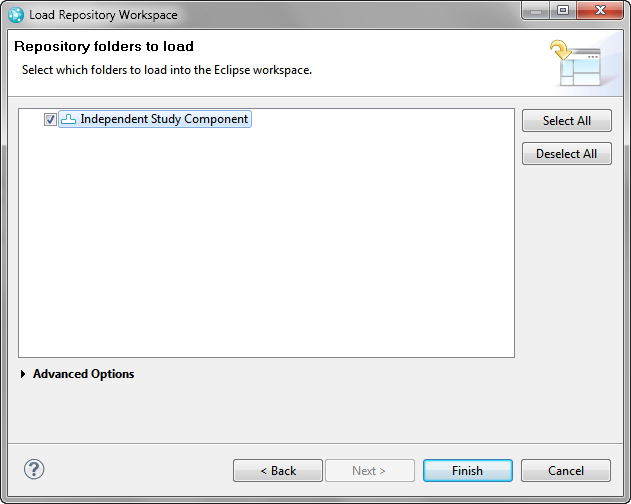 Load Repository Workspace
Repository folders to load
Select which folders to load into the Eclipse workspace.
Independent Study Component
Select All
Deselect All
Advanced Options
?
< Back
Next >
Finish
Cancel